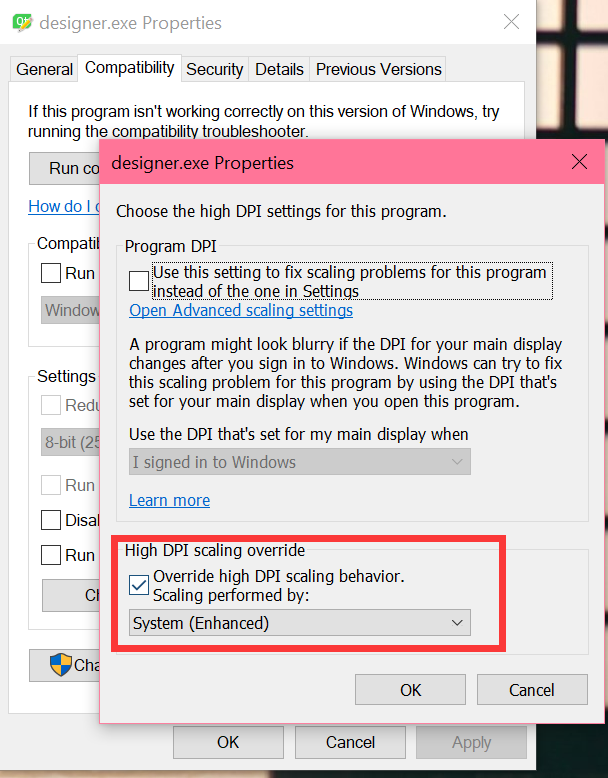 designer.exe Properties
General Compatibility Security Details Previous Versions
If this program isn't working correctly on this version of Windows, try
running the compatibility troubleshooter.
Run co
How do I c
Compatib
Run
Window
Settings
Redu
8-bit (25
Run
Disal
Run
Ch
Cha
OK Cancel Apply
designer.exe Properties
Choose the high DPI settings for this program.
Program DPI
Use this setting to fix scaling problems for this program
instead of the one in Settings
Open Advanced scaling settings
A program might look blurry if the DPI for your main display
changes after you sign in to Windows. Windows can try to fix
this scaling problem for this program by using the DPI that's
set for your main display when you open this program.
Use the DPI that's set for my main display when
I signed in to Windows
Learn more
High DPI scaling override
Override high DPI scaling behavior.
Scaling performed by:
System (Enhanced)
OK Cancel